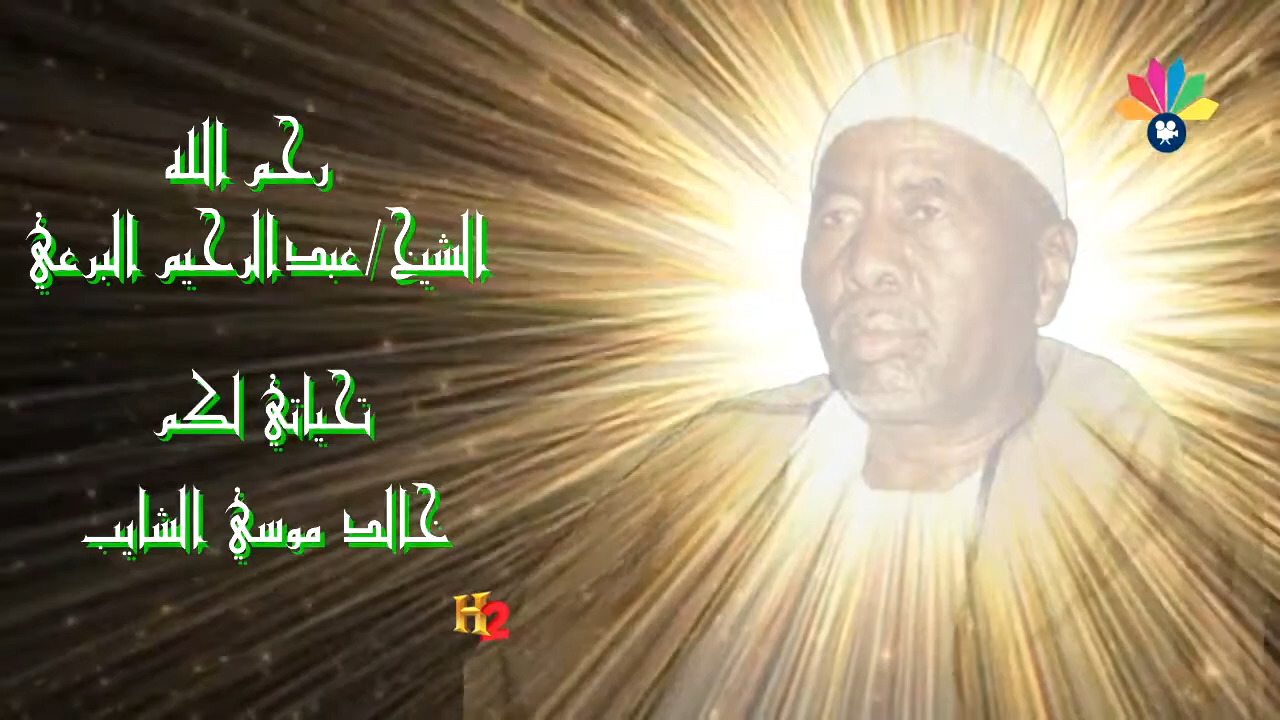 رحم الله
الشيخ/عبدالرحيم البرعي
تحياتي لكم
خالد موسي الشايب
H2